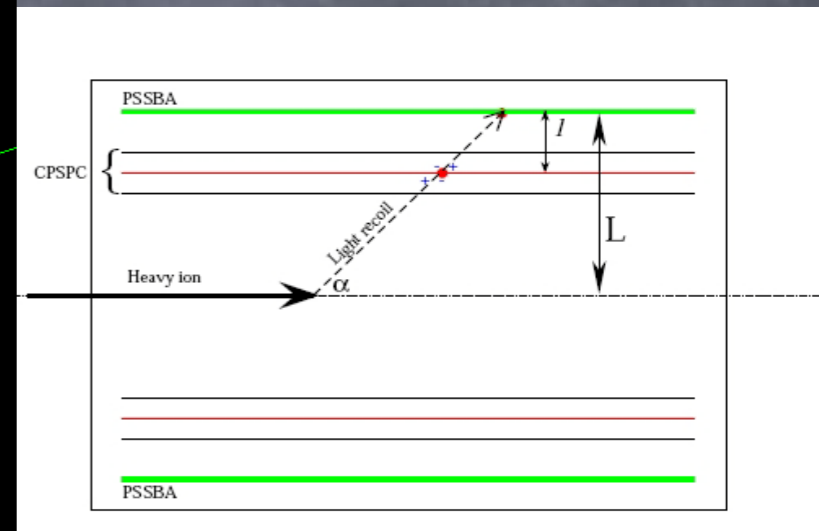 PSSBA
l
CPSPC
Light recoil
L
Heavy ion
α
PSSBA